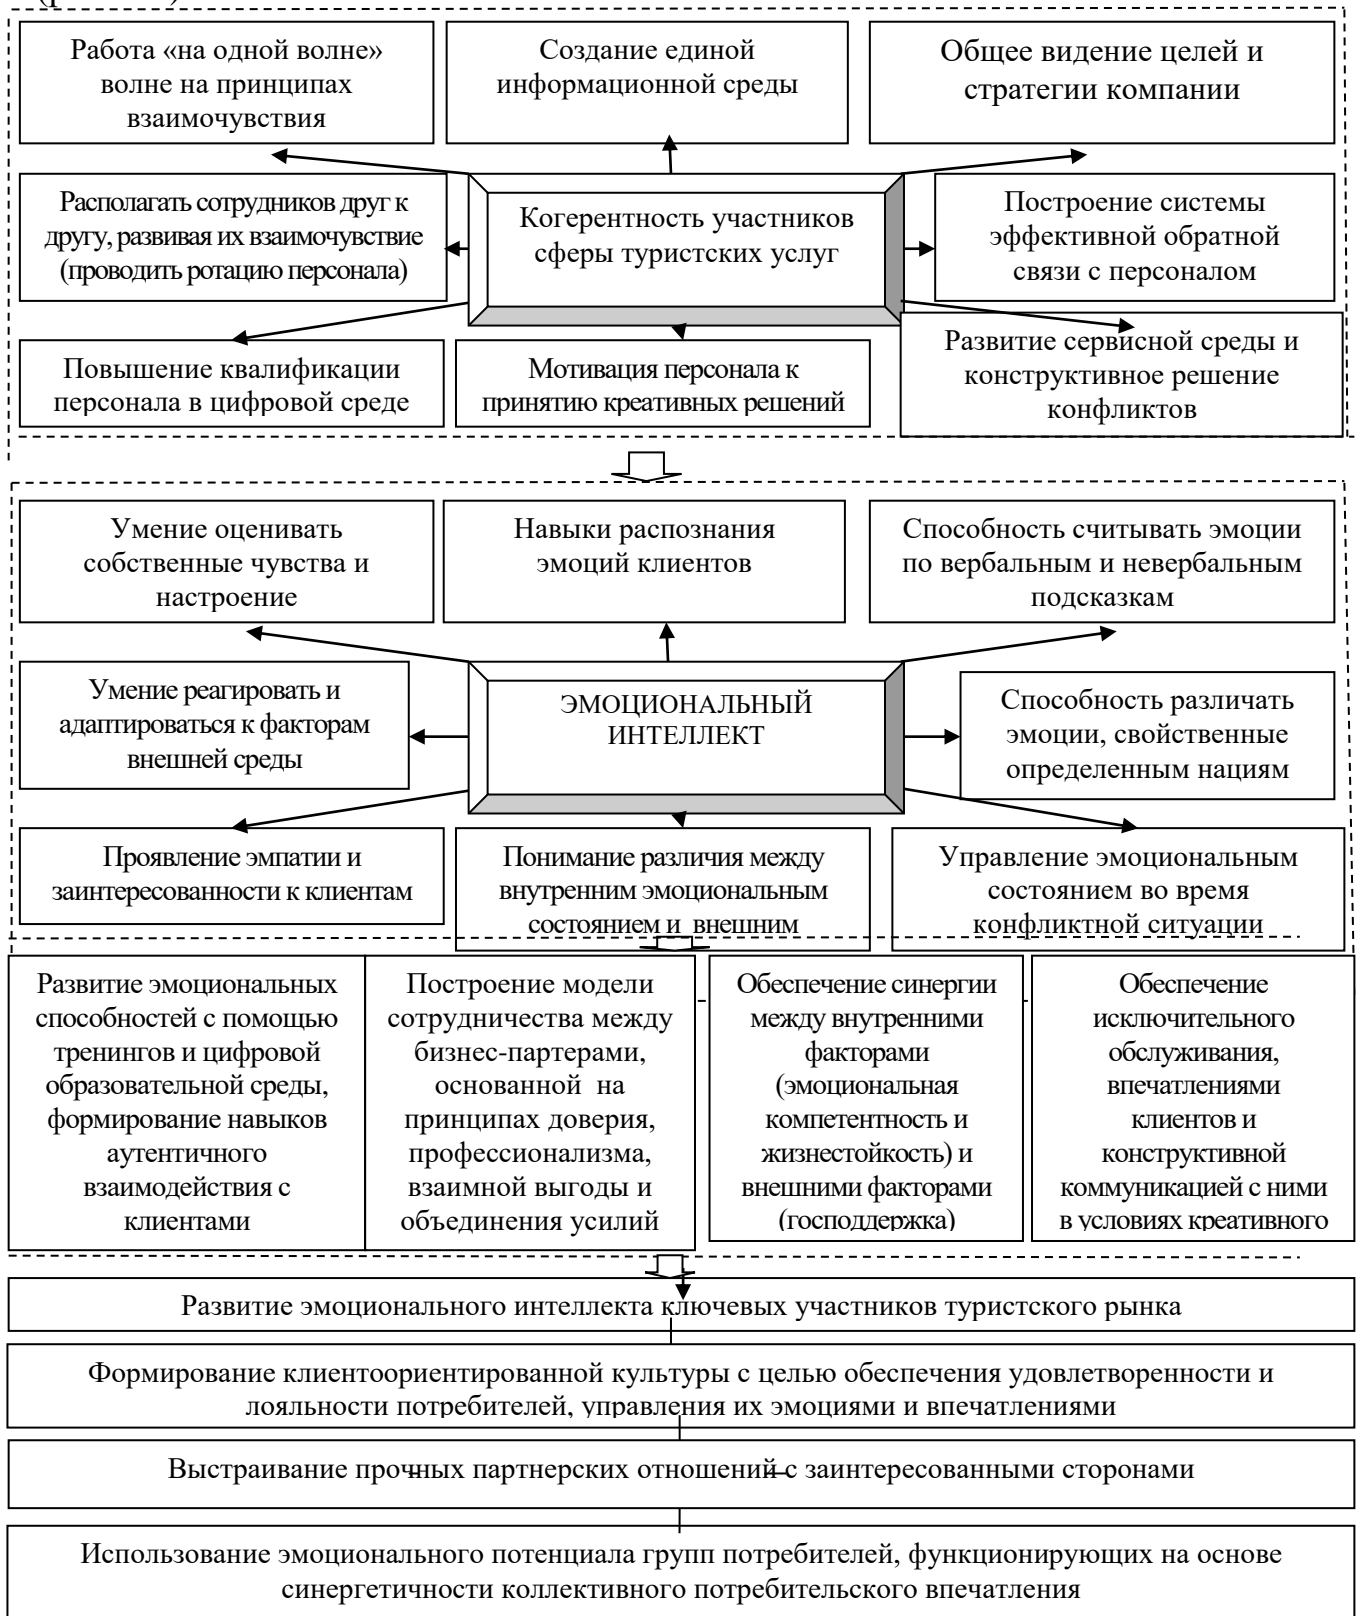 Работа «на одной волне»
волне на принципах
взаимочувствия
Создание единой
информационной среды
Общее видение целей и
стратегии компании
Располагать сотрудников друг к
другу, развивая их взаимочувствие
(проводить ротацию персонала)
Когерентность участников
сферы туристских услуг
Построение системы
эффективной обратной
связи с персоналом
Повышение квалификации
персонала в цифровой среде
Мотивация персонала к
принятию креативных решений
Развитие сервисной среды и
конструктивное решение
конфликтов
Умение оценивать
собственные чувства и
настроение
Навыки распознания
эмоций клиентов
Способность считывать эмоции
по вербальным и невербальным
подсказкам
Умение реагировать и
адаптироваться к факторам
внешней среды
ЭМОЦИОНАЛЬНЫЙ
ИНТЕЛЛЕКТ
Способность различать
эмоции, свойственные
определенным нациям
Проявление эмпатии и
заинтересованности к клиентам
Понимание различия между
внутренним эмоциональным
состоянием и внешним
Управление эмоциональным
состоянием во время
конфликтной ситуации
Развитие эмоциональных
способностей с помощью
тренингов и цифровой
образовательной среды,
формирование навыков
аутентичного
взаимодействия с
клиентами
Построение модели
сотрудничества между
бизнес-партерами,
основанной на
принципах доверия,
профессионализма,
взаимной выгоды и
объединения усилий
Обеспечение синергии
между внутренними
факторами
(эмоциональная
компетентность и
жизнестойкость) и
внешними факторами
(господдержка)
Обеспечение
исключительного
обслуживания,
впечатлениями
клиентов и
конструктивной
коммуникацией с ними
в условиях креативного
Развитие эмоционального интеллекта ключевых участников туристского рынка
Формирование клиентоориентированной культуры с целью обеспечения удовлетворенности и
лояльности потребителей, управления их эмоциями и впечатлениями
Выстраивание прочных партнерских отношений с заинтересованными сторонами
Использование эмоционального потенциала групп потребителей, функционирующих на основе
синергетичности коллективного потребительского впечатления